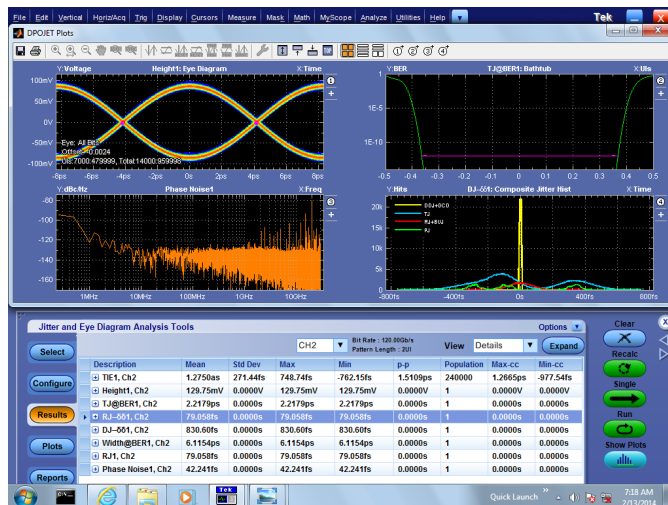 File Edit Vertical Horiz/Acq Trig Display Cursors Measure Mask Math MyScope Analyze Utilities Help Tek
DPOJET Plots
Y:Voltage Height1: Eye Diagram X:Time
100mV
50mV
0V
-50mV
-100mV
Eye: All Bits
Offset: -0.0024
UIs:7000:479999, Total:14000:959998
-8ps -6ps -4ps -2ps 0s 2ps 4ps 6ps 8ps
Y:BER TJ@BER1: Bathtub X:UIs
1
1E-5
1E-10
-0.5 -0.4 -0.3 -0.2 -0.1 0 0.1 0.2 0.3 0.4 0.5
Y:dBc/Hz Phase Noise1 X:Freq
-80
-100
-120
-140
-160
1MHz 10MHz 100MHz 1GHz 10GHz
Y:Hits DJ-δδ1: Composite Jitter Hist X:Time
20k
15k
10k
5k
0
DDJ+DCD
TJ
RJ+BUJ
PJ
-800fs -400fs 0s 400fs 800fs
Jitter and Eye Diagram Analysis Tools Options
CH2 Bit Rate : 120.00Gb/s
Pattern Length : 2UI
View Details Expand
Select
Configure
Results
Plots
Reports
Description Mean Std Dev Max Min p-p Population Max-cc Min-cc
TIE1, Ch2 1.2750as 271.44fs 748.74fs -762.15fs 1.5109ps 240000 1.2665ps -977.54fs
Height1, Ch2 129.75mV 0.0000V 129.75mV 129.75mV 0.0000V 1 0.0000V 0.0000V
TJ@BER1, Ch2 2.2179ps 0.0000s 2.2179ps 2.2179ps 0.0000s 1 0.0000s 0.0000s
RJ-δδ1, Ch2 79.058fs 0.0000s 79.058fs 79.058fs 0.0000s 1 0.0000s 0.0000s
DJ-δδ1, Ch2 830.60fs 0.0000s 830.60fs 830.60fs 0.0000s 1 0.0000s 0.0000s
Width@BER1, Ch2 6.1154ps 0.0000s 6.1154ps 6.1154ps 0.0000s 1 0.0000s 0.0000s
RJ1, Ch2 79.058fs 0.0000s 79.058fs 79.058fs 0.0000s 1 0.0000s 0.0000s
Phase Noise1, Ch2 42.241fs 0.0000s 42.241fs 42.241fs 0.0000s 1 0.0000s 0.0000s
Clear
Recalc
Single
Run
Show Plots
Tek
Quick Launch
7:18 AM
2/13/2014